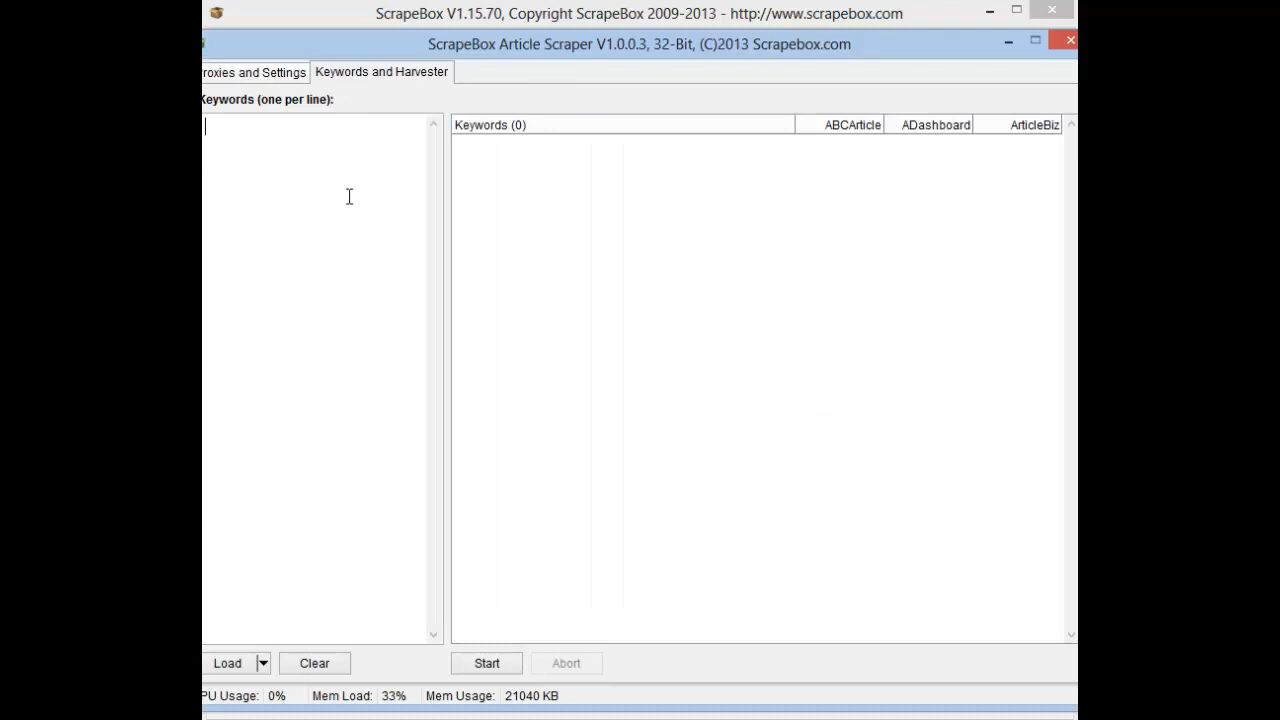 ScrapeBox V1.15.70, Copyright ScrapeBox 2009-2013 - http://www.scrapebox.com
ScrapeBox Article Scraper V1.0.0.3, 32-Bit, (C)2013 Scrapebox.com
roxies and Settings Keywords and Harvester
Keywords (one per line):
Keywords (0) ABCArticle ADashboard ArticleBiz
Load Clear Start Abort
PU Usage: 0% Mem Load: 33% Mem Usage: 21040 KB